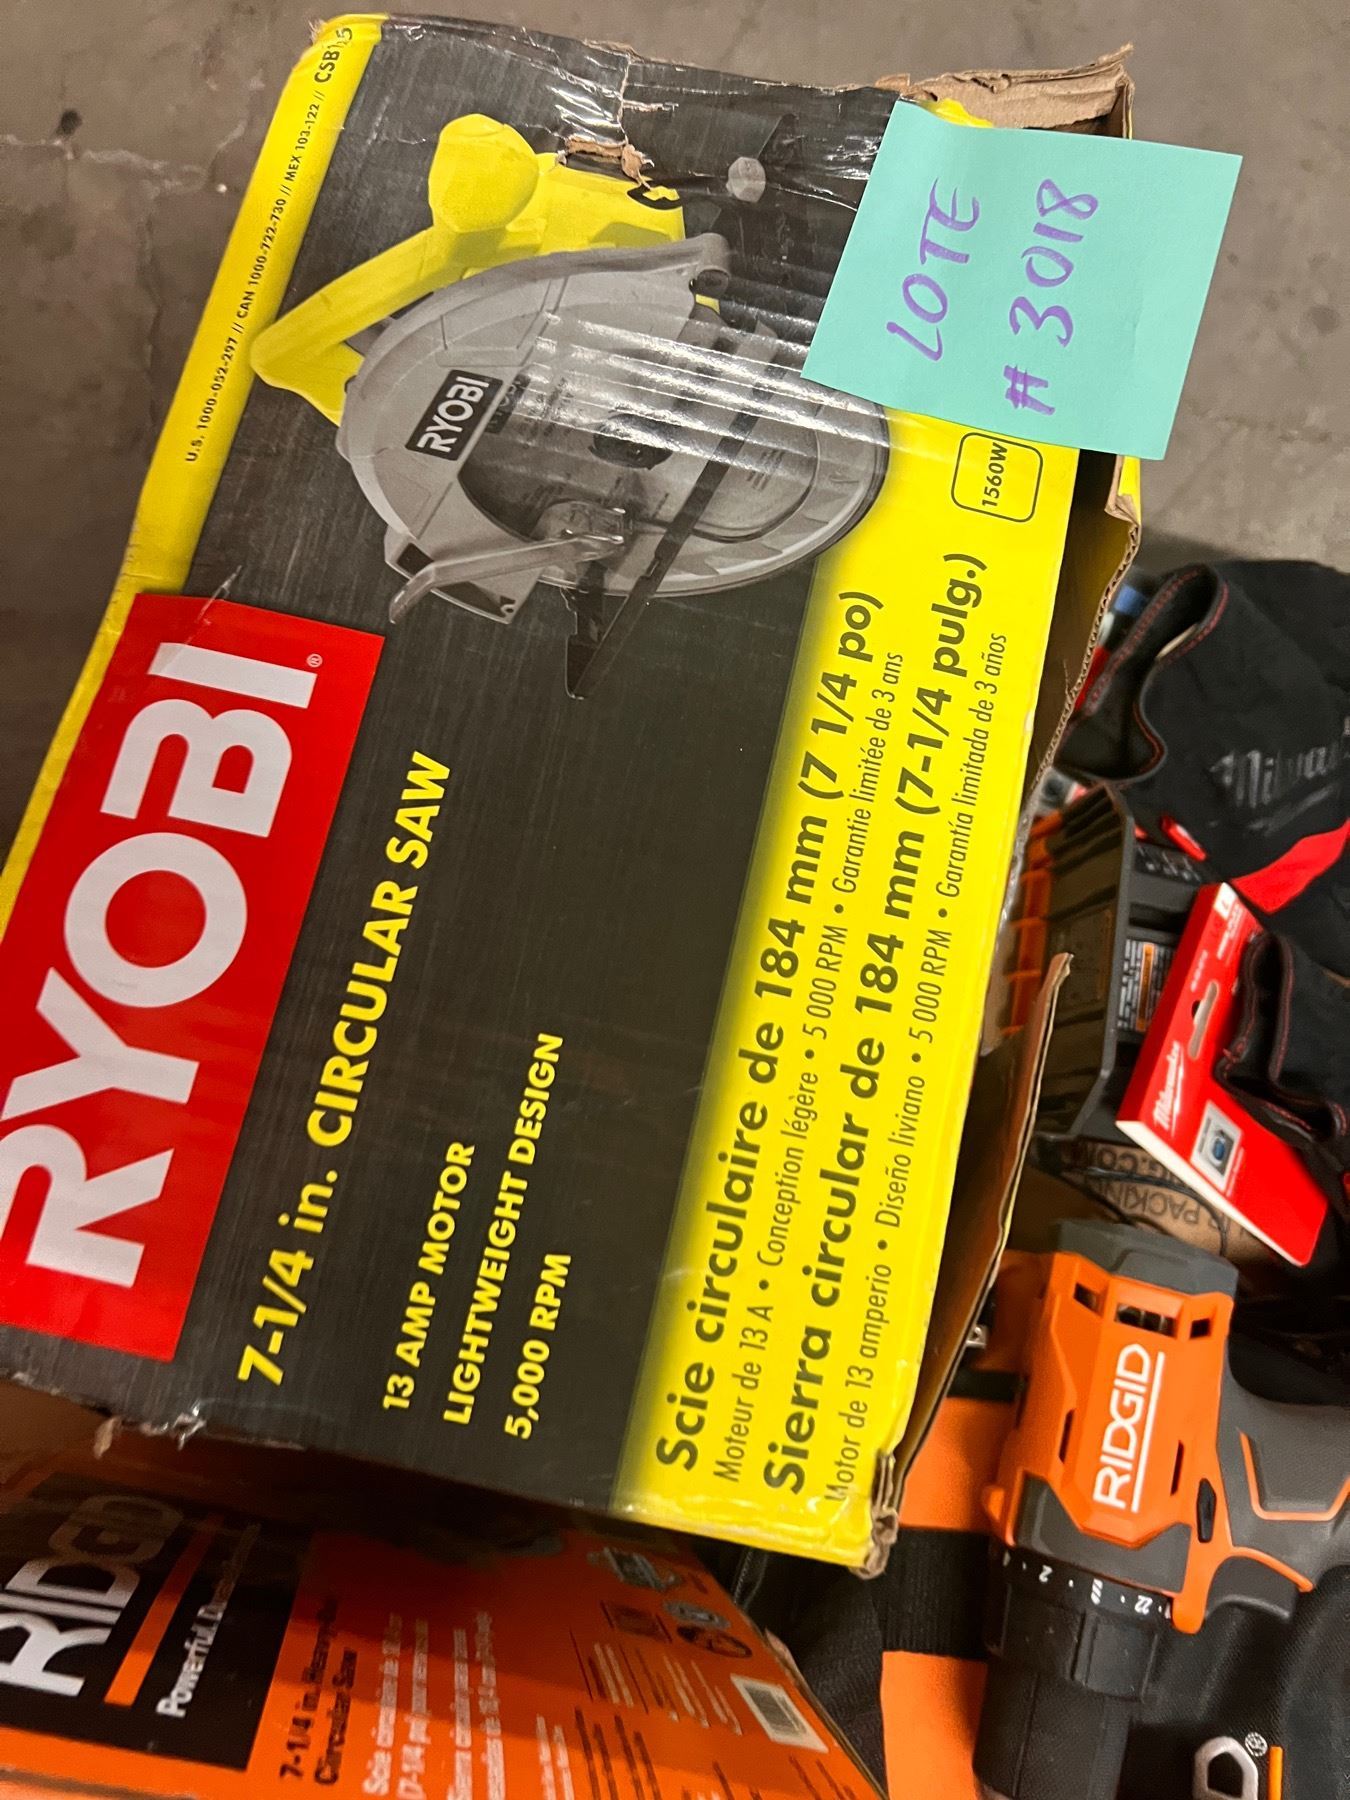 U.S. 1000-052-297 // CAN 1000-722-730 // MEX 103-122 //
RYOBI
RYOBI®
7-1/4 in. CIRCULAR SAW
13 AMP MOTOR
LIGHTWEIGHT DESIGN
5,000 RPM
1560W
Scie circulaire de 184 mm (7 1/4 po)
Moteur de 13 A • Conception légère • 5 000 RPM • Garantie limitée de 3 ans
Sierra circular de 184 mm (7-1/4 pulg.)
Motor de 13 amperio • Diseño liviano • 5 000 RPM • Garantía limitada de 3 años
LOTE
# 3018
Milwaukee
RIDGID
2
22
RIDGID
Powerful.
7-1/4 in.
Circular Saw